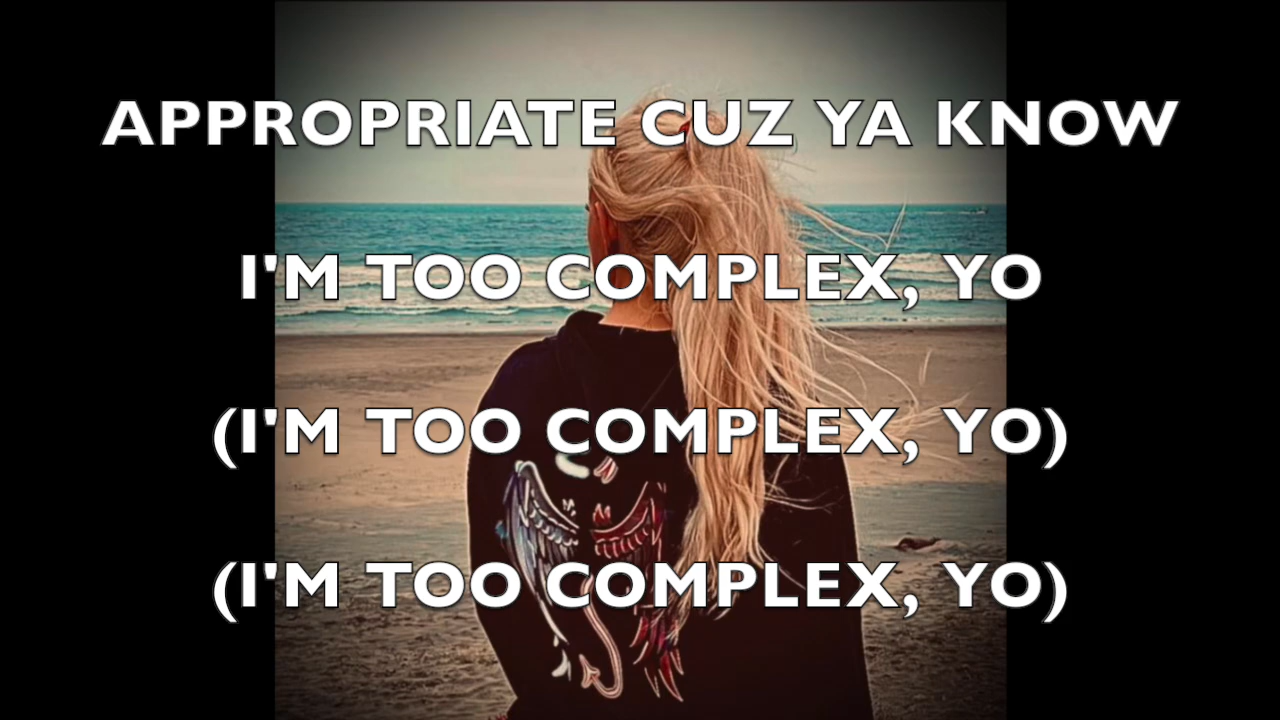 APPROPRIATE CUZ YA KNOW
I'M TOO COMPLEX, YO
(I'M TOO COMPLEX, YO)
(I'M TOO COMPLEX, YO)